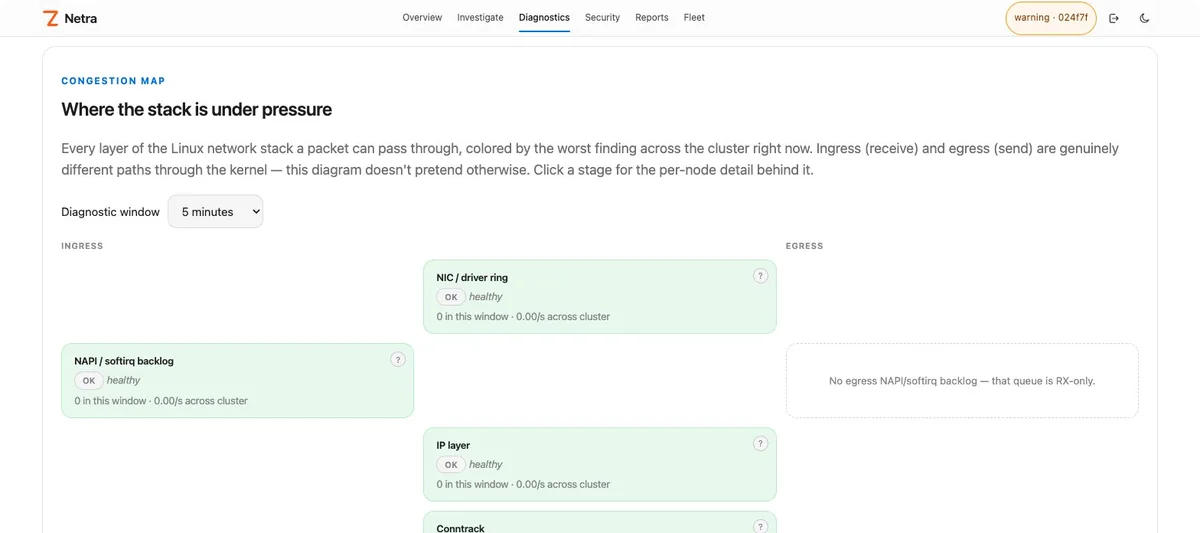 Netra
Overview Investigate Diagnostics Security Reports Fleet
warning · 024f7f
CONGESTION MAP
Where the stack is under pressure
Every layer of the Linux network stack a packet can pass through, colored by the worst finding across the cluster right now. Ingress (receive) and egress (send) are genuinely
different paths through the kernel — this diagram doesn't pretend otherwise. Click a stage for the per-node detail behind it.
Diagnostic window 5 minutes
INGRESS
EGRESS
NIC / driver ring ?
OK healthy
0 in this window · 0.00/s across cluster
NAPI / softirq backlog ?
OK healthy
0 in this window · 0.00/s across cluster
No egress NAPI/softirq backlog — that queue is RX-only.
IP layer ?
OK healthy
0 in this window · 0.00/s across cluster
Conntrack ?